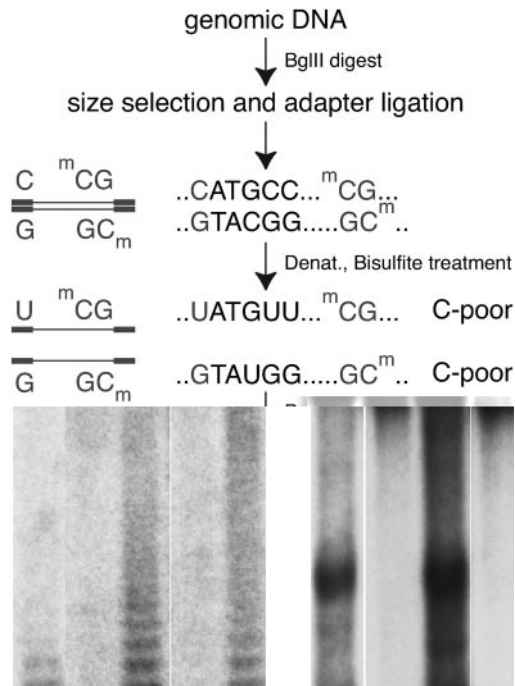 genomic DNA
BglII digest
size selection and adapter ligation
C mCG ..CATGCC... mCG...
G GCm ..GTACGG.....GCm ..
Denat., Bisulfite treatment
U mCG ..UATGUU... mCG... C-poor
G GCm ..GTAUGG.....GCm .. C-poor